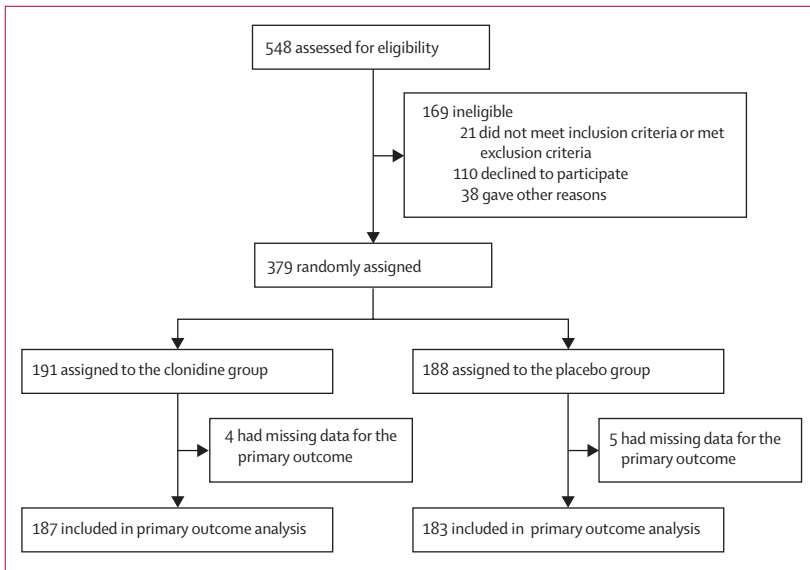 548 assessed for eligibility
169 ineligible
21 did not meet inclusion criteria or met
exclusion criteria
110 declined to participate
38 gave other reasons
379 randomly assigned
191 assigned to the clonidine group
188 assigned to the placebo group
4 had missing data for the
primary outcome
5 had missing data for the
primary outcome
187 included in primary outcome analysis
183 included in primary outcome analysis